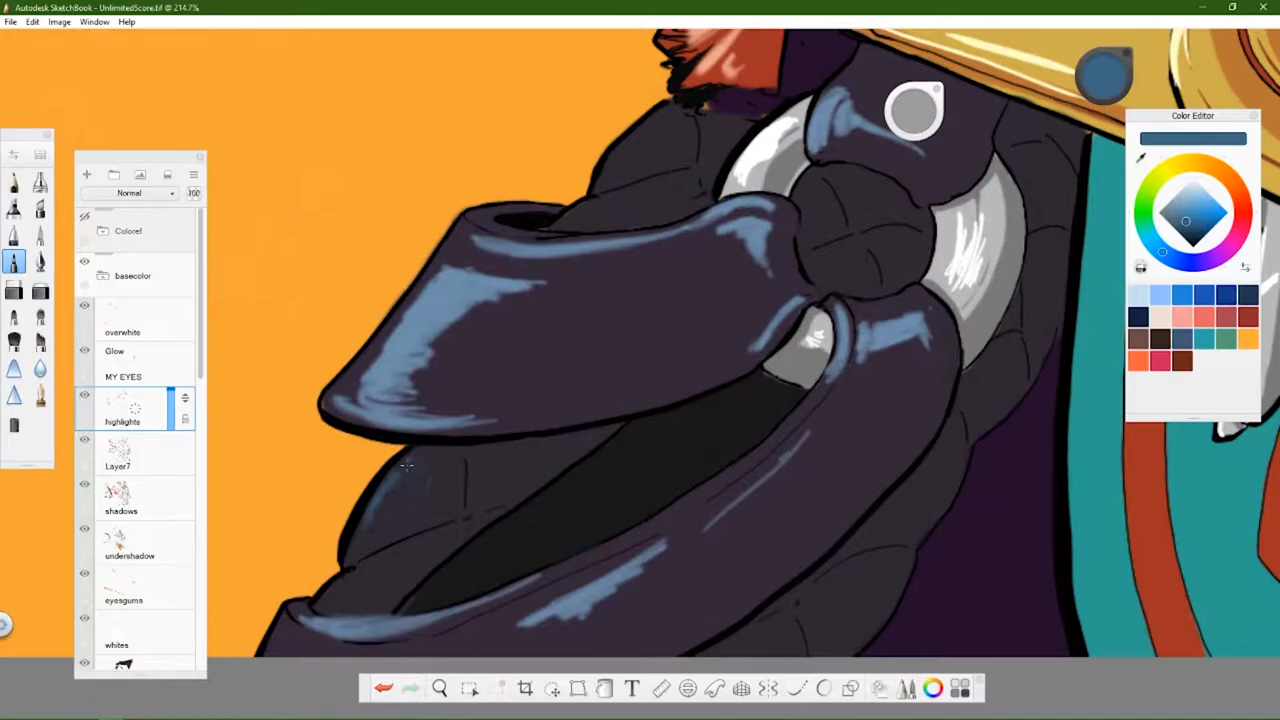 Autodesk SketchBook - UnlimitedScore.tif @ 214.7%
File Edit Image Window Help
Color Editor
Normal 100
Coloref
basecolor
overwhite
Glow
MY EYES
highlights
Layer7
shadows
undershadow
eyesgums
whites
T